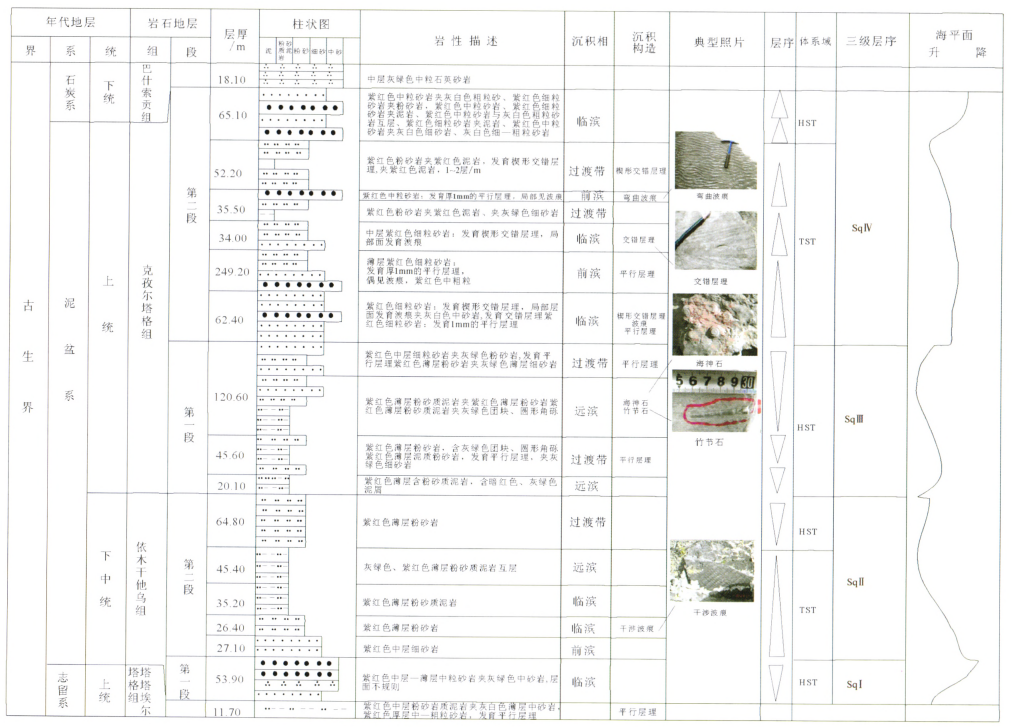 年代地层
岩石地层
层厚
/m
柱状图
岩性描述
沉积相
沉积
构造
典型照片
层序
体系域
三级层序
海平面
升 降
界
系
统
组
段
泥
粉砂质泥岩
粉砂
细砂
中砂
古生界
石炭系
泥盆系
志留系
下统
上统
下中统
上统
巴什索贡组
克孜尔塔格组
依木干他乌组
塔塔埃尔塔格组
第二段
第一段
第二段
第一段
18.10
中层灰绿色中粒石英砂岩
65.10
紫红色中粒砂岩夹灰白色粗粒砂、紫红色细粒
砂岩夹粉砂岩，紫红色中粒砂岩、紫红色细粒
砂岩夹泥岩、紫红色中粒砂岩与灰白色粗粒砂
岩互层、紫红色细粒砂岩夹泥岩、紫红色中粒
砂岩夹灰白色细砂岩、灰白色细—粗粒砂岩
临滨
HST
52.20
紫红色粉砂岩夹紫红色泥岩，发育楔形交错层
理,夹紫红色泥岩，1~2层/m
过渡带
楔形交错层理
紫红色中粒砂岩：发育厚1mm的平行层理，局部见波痕
前滨
弯曲波痕
弯曲波痕
35.50
紫红色粉砂岩夹紫红色泥岩、夹灰绿色细砂岩
过渡带
34.00
中层紫红色细粒砂岩：发育楔形交错层理，局
部面发育波痕
临滨
交错层理
交错层理
TST
SqⅣ
249.20
薄层紫红色细粒砂岩：
发育厚1mm的平行层理，
偶见波痕，紫红色中粗粒
前滨
平行层理
62.40
紫红色细粒砂岩：发育楔形交错层理，局部层
面发育波痕夹灰白色中砂岩,发育交错层理紫
红色细粒砂岩：发育1mm的平行层理
临滨
楔形交错层理
波痕
平行层理
海神石
紫红色中层细粒砂岩夹灰绿色粉砂岩,发育平
行层理紫红色薄层粉砂岩夹灰绿色薄层细砂岩
过渡带
平行层理
5 6 7 8 9 30
120.60
紫红色薄层粉砂质泥岩夹紫红色薄层粉砂岩紫
红色薄层粉砂质泥岩夹灰绿色团块、圆形角砾
远滨
海神石
竹节石
竹节石
HST
SqⅢ
45.60
紫红色薄层粉砂岩，含灰绿色团块、圆形角砾
紫红色薄层泥质粉砂岩，发育平行层理、夹灰
绿色细砂岩
过渡带
平行层理
20.10
紫红色薄层含粉砂质泥岩，含暗红色、灰绿色
泥屑
远滨
64.80
紫红色薄层粉砂岩
过渡带
HST
45.40
灰绿色、紫红色薄层粉砂质泥岩互层
远滨
35.20
紫红色薄层粉砂质泥岩
临滨
SqⅡ
TST
26.40
紫红色薄层粉砂岩
临滨
干涉波痕
干涉波痕
27.10
紫红色中层细砂岩
前滨
53.90
紫红色中层—薄层中粒砂岩夹灰绿色中砂岩,层
面不规则
临滨
HST
SqⅠ
11.70
紫红色中层粉砂岩质泥岩夹灰白色薄层中砂岩，
紫红色厚层中—粗粒砂岩，发育平行层理
平行层理